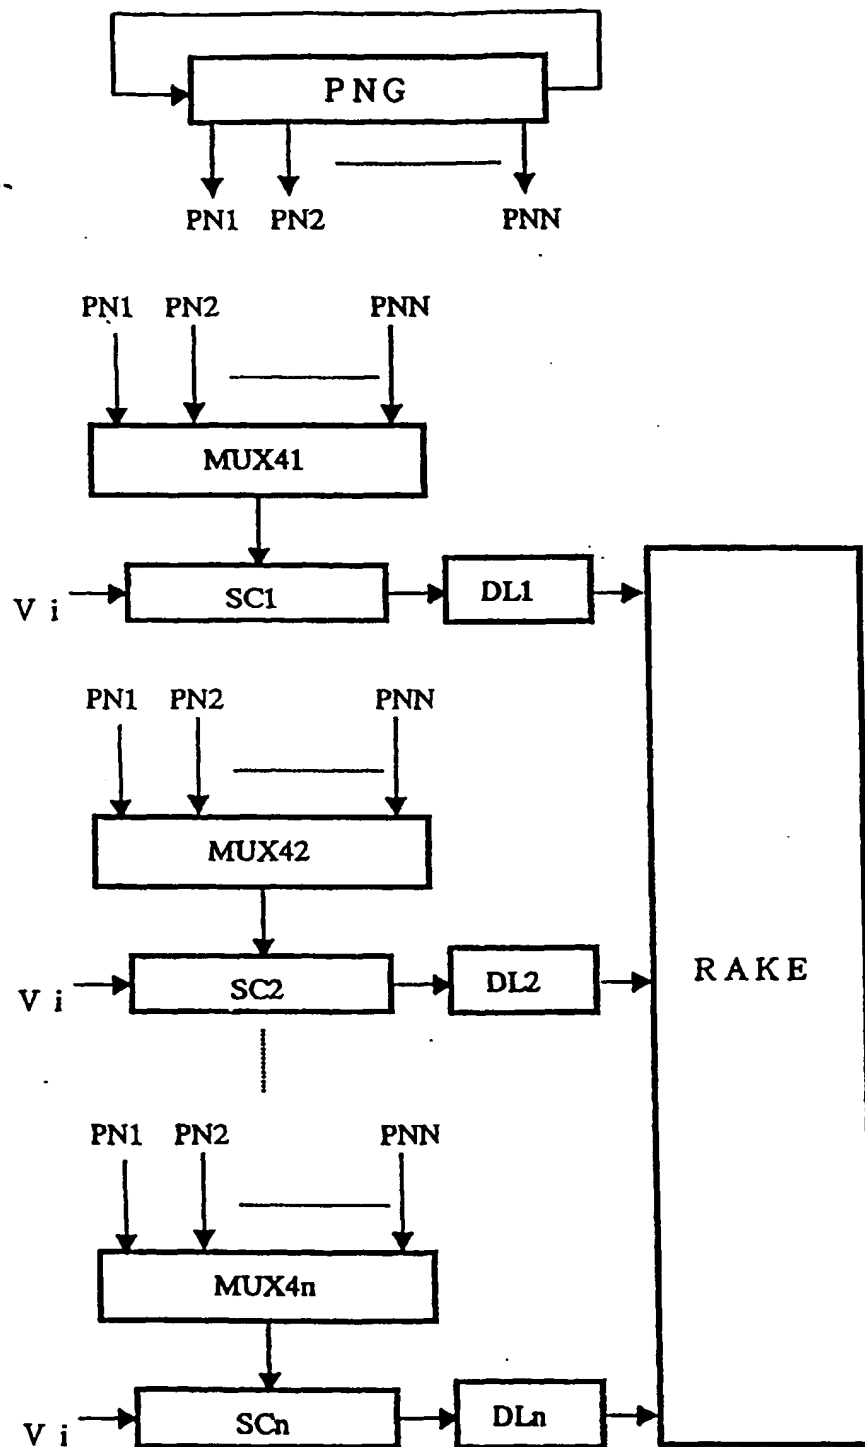 PNG
PN1 PN2 PNN
PN1 PN2 PNN
MUX41
V i SC1 DL1
PN1 PN2 PNN
MUX42
RAKE
V i SC2 DL2
PN1 PN2 PNN
MUX4n
V i SCn DLn